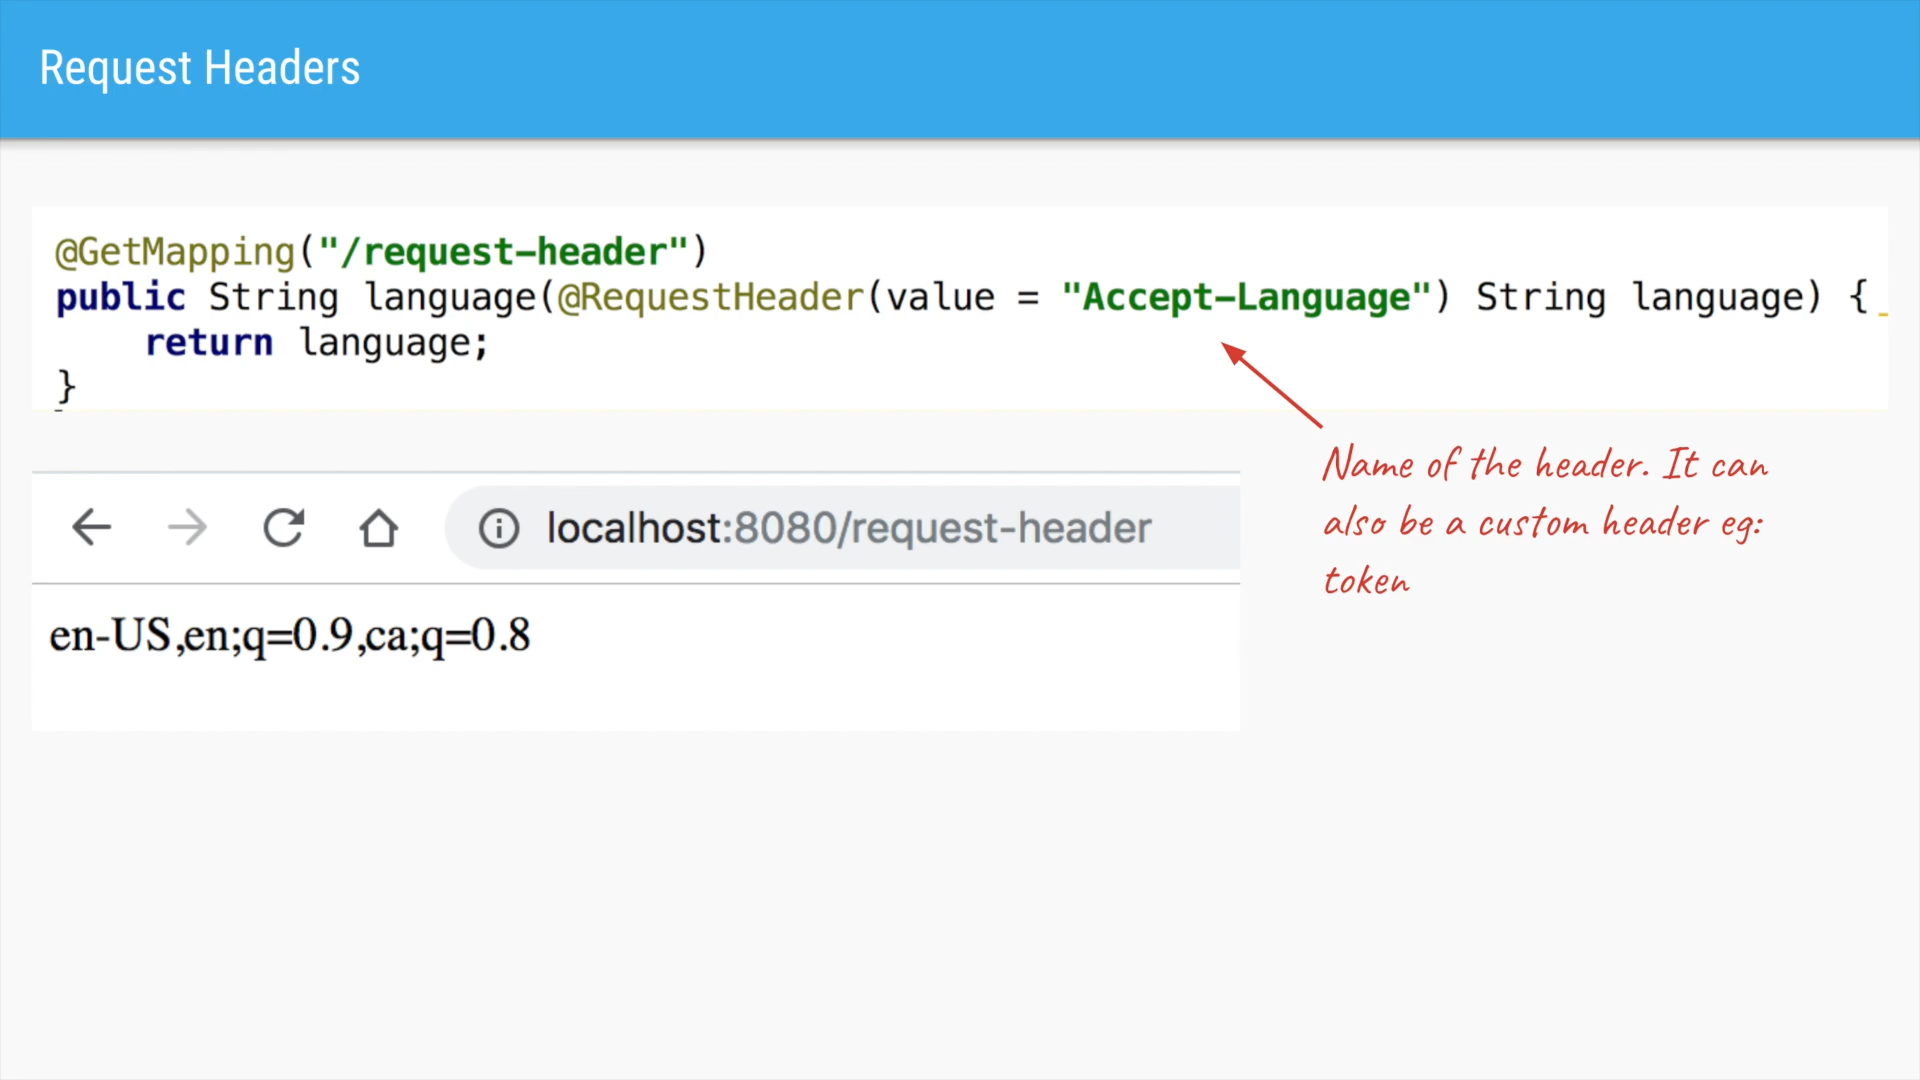 Request Headers
@GetMapping("/request-header")
public String language(@RequestHeader(value = "Accept-Language") String language) {
return language;
}
Name of the header. It can
also be a custom header eg:
token
localhost:8080/request-header
en-US,en;q=0.9,ca;q=0.8